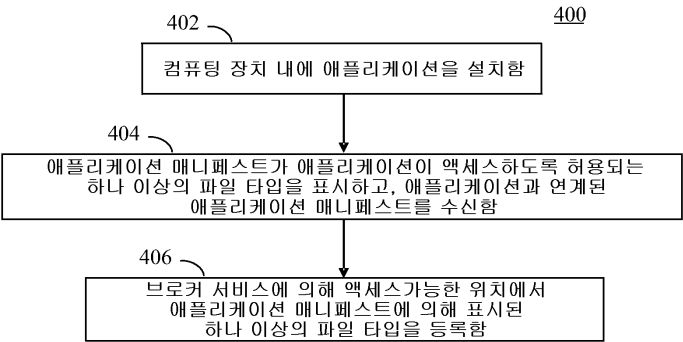 400
402
컴퓨팅 장치 내에 애플리케이션을 설치함
404
애플리케이션 매니페스트가 애플리케이션이 액세스하도록 허용되는
하나 이상의 파일 타입을 표시하고, 애플리케이션과 연계된
애플리케이션 매니페스트를 수신함
406
브로커 서비스에 의해 액세스가능한 위치에서
애플리케이션 매니페스트에 의해 표시된
하나 이상의 파일 타입을 등록함